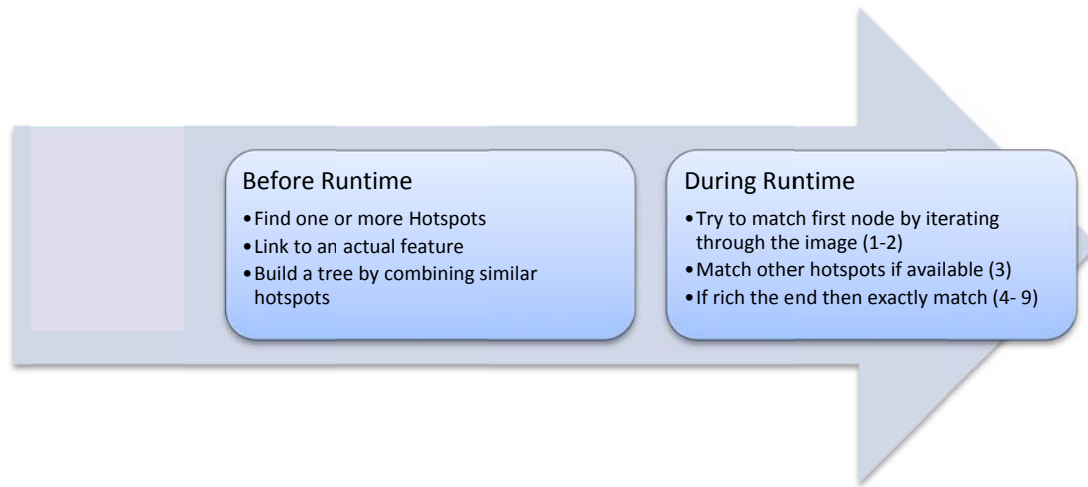 Before Runtime
•Find one or more Hotspots
•Link to an actual feature
•Build a tree by combining similar
hotspots
During Runtime
•Try to match first node by iterating
through the image (1-2)
•Match other hotspots if available (3)
•If rich the end then exactly match (4- 9)